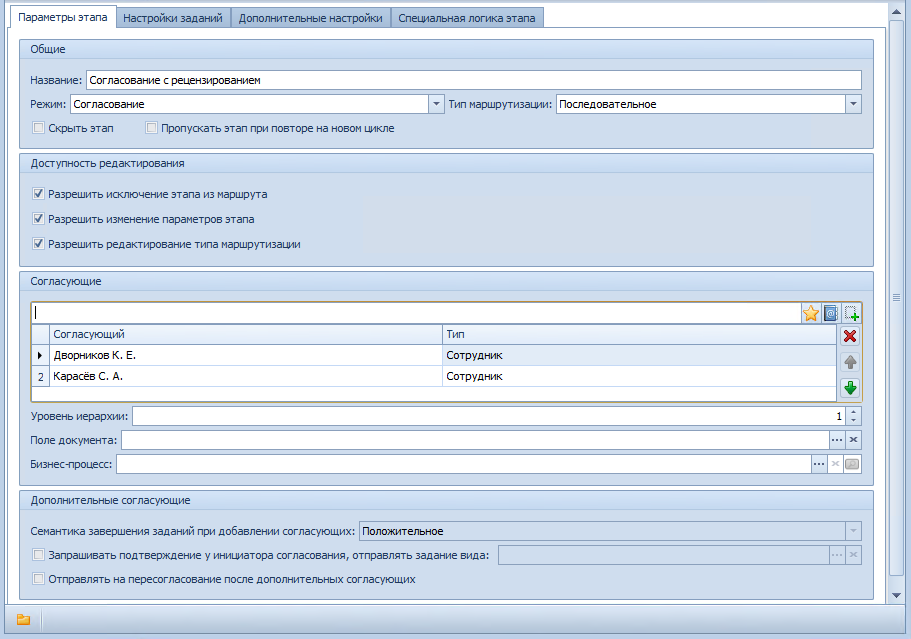 Параметры этапа Настройки заданий Дополнительные настройки Специальная логика этапа
Общие
Название: Согласование с рецензированием
Режим: Согласование Тип маршрутизации: Последовательное
Скрыть этап Пропускать этап при повторе на новом цикле
Доступность редактирования
Разрешить исключение этапа из маршрута
Разрешить изменение параметров этапа
Разрешить редактирование типа маршрутизации
Согласующие
Согласующий Тип
Дворников К. Е. Сотрудник
2 Карасёв С. А. Сотрудник
Уровень иерархии: 1
Поле документа:
Бизнес-процесс:
Дополнительные согласующие
Семантика завершения заданий при добавлении согласующих: Положительное
Запрашивать подтверждение у инициатора согласования, отправлять задание вида:
Отправлять на пересогласование после дополнительных согласующих